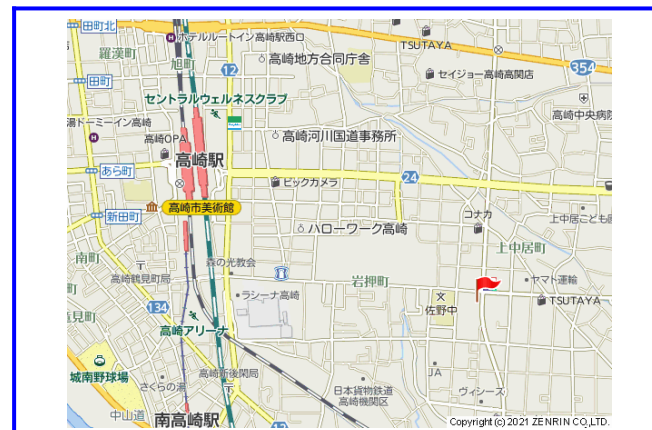 田町北
ホテルルートイン高崎駅西口
羅漢町
旭町
TSUTAYA
12
高崎地方合同庁舎
セイジョー高崎高関店
354
田町
セントラルウェルネスクラブ
高崎中央病院
湯ドーミーイン高崎
高崎OPA
高崎河川国道事務所
高崎駅
あら町
ビックカメラ
24
新田町
高崎市美術館
コナカ
上中居こども
ハローワーク高崎
南町
上中居町
森の光教会
高崎鶴見町局
岩押町
ヤマト運輸
ラシーナ高崎
佐野中
TSUTAYA
134
高崎アリーナ
城南野球場
さくらの湯
高崎新後閑局
JA
日本貨物鉄道
高崎機関区
ヴィシーズ
中山道
南高崎駅
12
Copyright(c)2021 ZENRIN CO.,LTD.